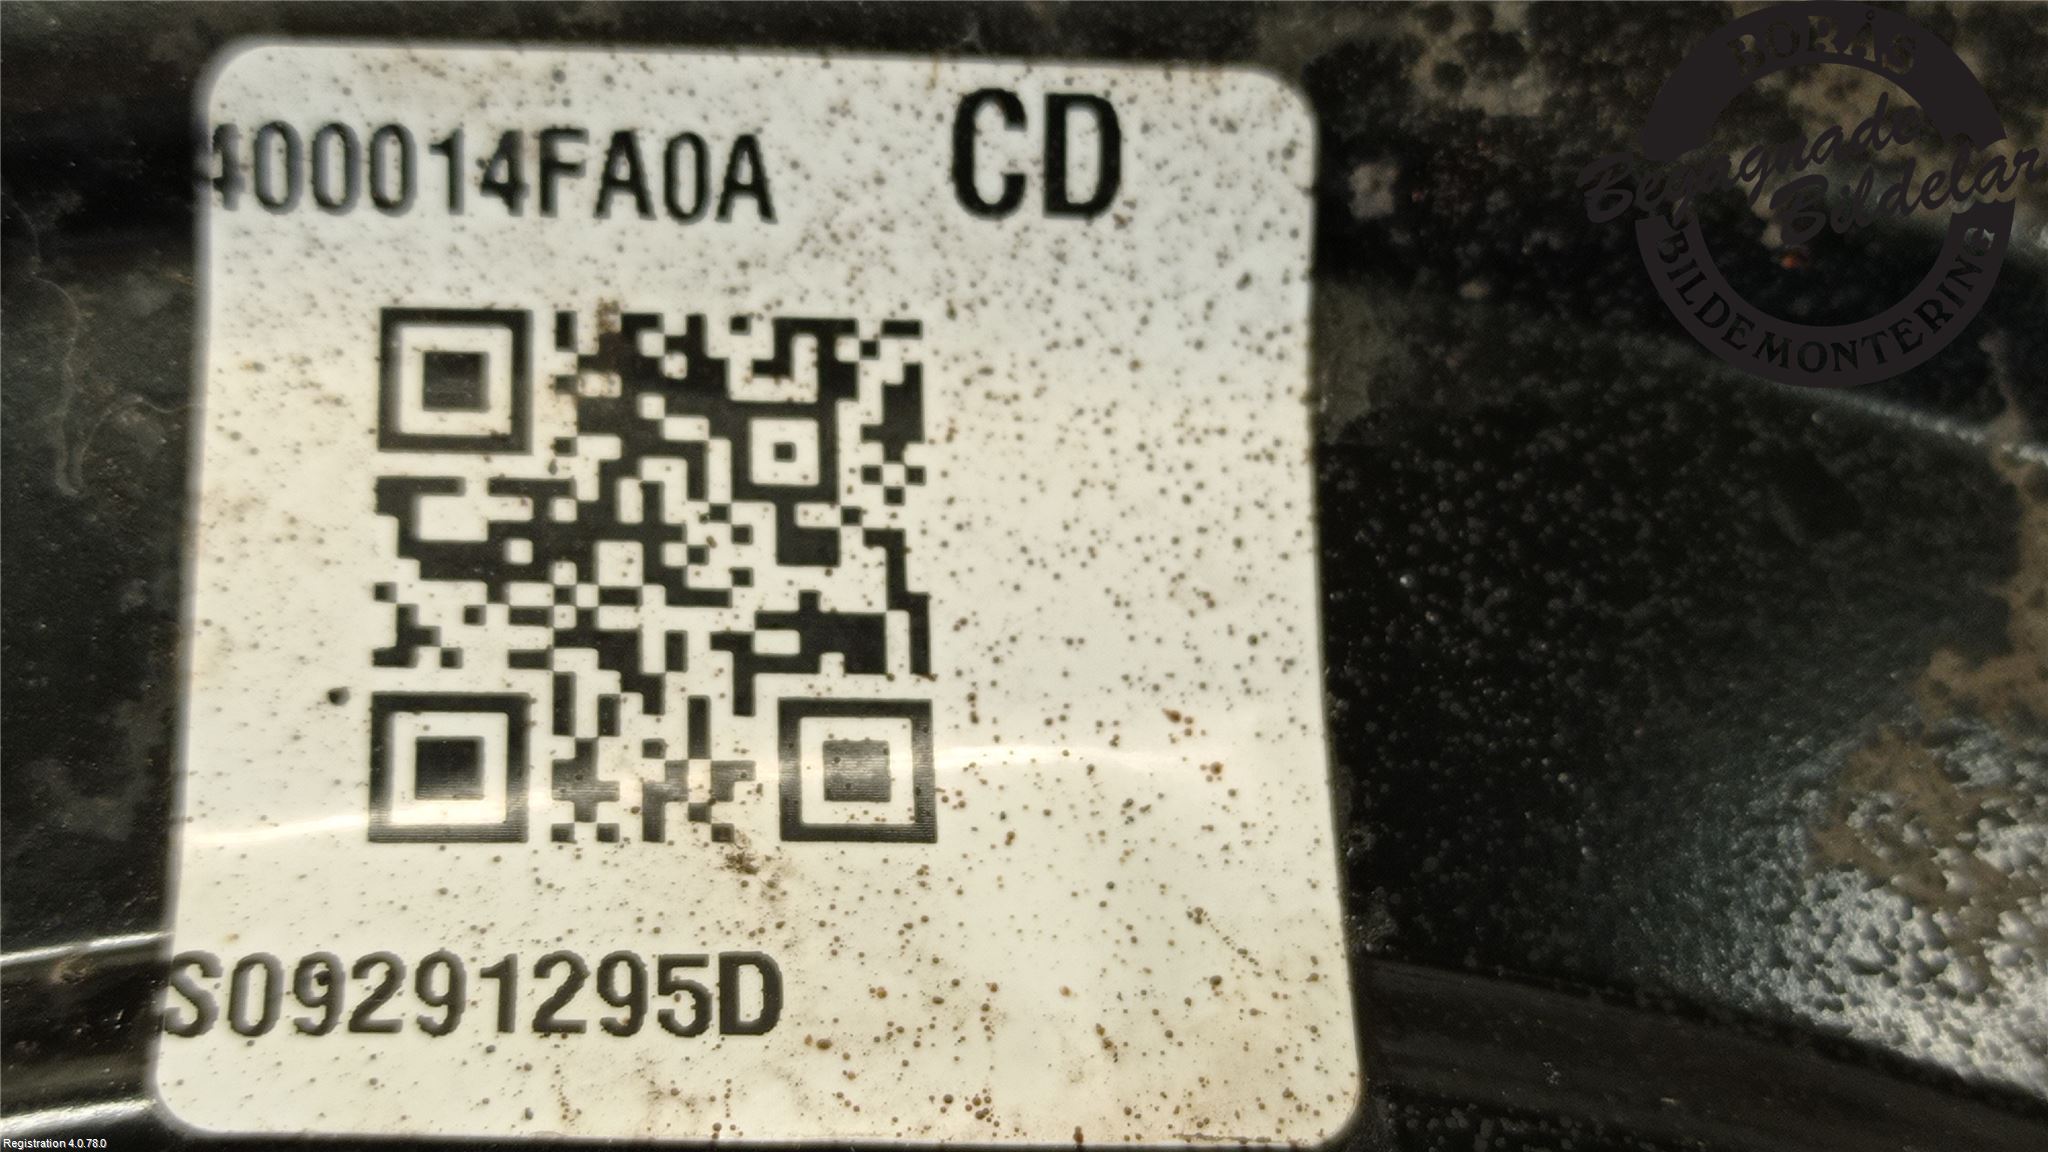 400014FA0A CD
S09291295D
BORÅS
Begagnade
Bildelar
BILDEMONTERING
Registration 4.0.78.0